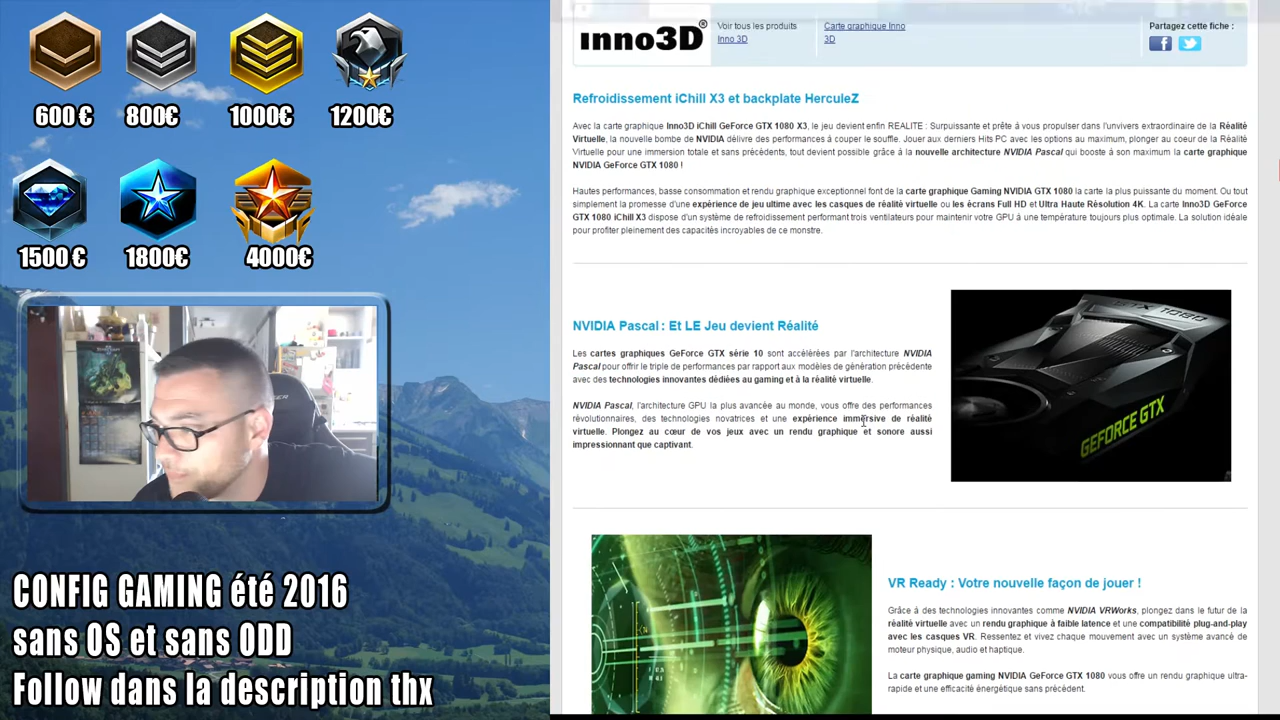 600 €
800€
1000€
1200€
1500 €
1800€
4000€
CONFIG GAMING été 2016
sans OS et sans ODD
Follow dans la description thx
ınno3D®
Voir tous les produits
Inno 3D
Carte graphique Inno
3D
Partagez cette fiche :
Refroidissement iChill X3 et backplate HerculeZ
Avec la carte graphique Inno3D iChill GeForce GTX 1080 X3, le jeu devient enfin REALITE : Surpuissante et prête à vous propulser dans l'unvivers extraordinaire de la Réalité
Virtuelle, la nouvelle bombe de NVIDIA délivre des performances à couper le souffle. Jouer aux derniers Hits PC avec les options au maximum, plonger au coeur de la Réalité
Virtuelle pour une immersion totale et sans précédents, tout devient possible grâce à la nouvelle architecture NVIDIA Pascal qui booste à son maximum la carte graphique
NVIDIA GeForce GTX 1080 !
Hautes performances, basse consommation et rendu graphique exceptionnel font de la carte graphique Gaming NVIDIA GTX 1080 la carte la plus puissante du moment. Ou tout
simplement la promesse d'une expérience de jeu ultime avec les casques de réalité virtuelle ou les écrans Full HD et Ultra Haute Résolution 4K. La carte Inno3D GeForce
GTX 1080 iChill X3 dispose d'un système de refroidissement performant trois ventilateurs pour maintenir votre GPU à une température toujours plus optimale. La solution idéale
pour profiter pleinement des capacités incroyables de ce monstre.
NVIDIA Pascal : Et LE Jeu devient Réalité
Les cartes graphiques GeForce GTX série 10 sont accélérées par l'architecture NVIDIA
Pascal pour offrir le triple de performances par rapport aux modèles de génération précédente
avec des technologies innovantes dédiées au gaming et à la réalité virtuelle.
NVIDIA Pascal, l'architecture GPU la plus avancée au monde, vous offre des performances
révolutionnaires, des technologies novatrices et une expérience immersive de réalité
virtuelle. Plongez au cœur de vos jeux avec un rendu graphique et sonore aussi
impressionnant que captivant.
GTX 1080
GEFORCE GTX
VR Ready : Votre nouvelle façon de jouer !
Grâce à des technologies innovantes comme NVIDIA VRWorks, plongez dans le futur de la
réalité virtuelle avec un rendu graphique à faible latence et une compatibilité plug-and-play
avec les casques VR. Ressentez et vivez chaque mouvement avec un système avancé de
moteur physique, audio et haptique.
La carte graphique gaming NVIDIA GeForce GTX 1080 vous offre un rendu graphique ultra-
rapide et une efficacité énergétique sans précédent.